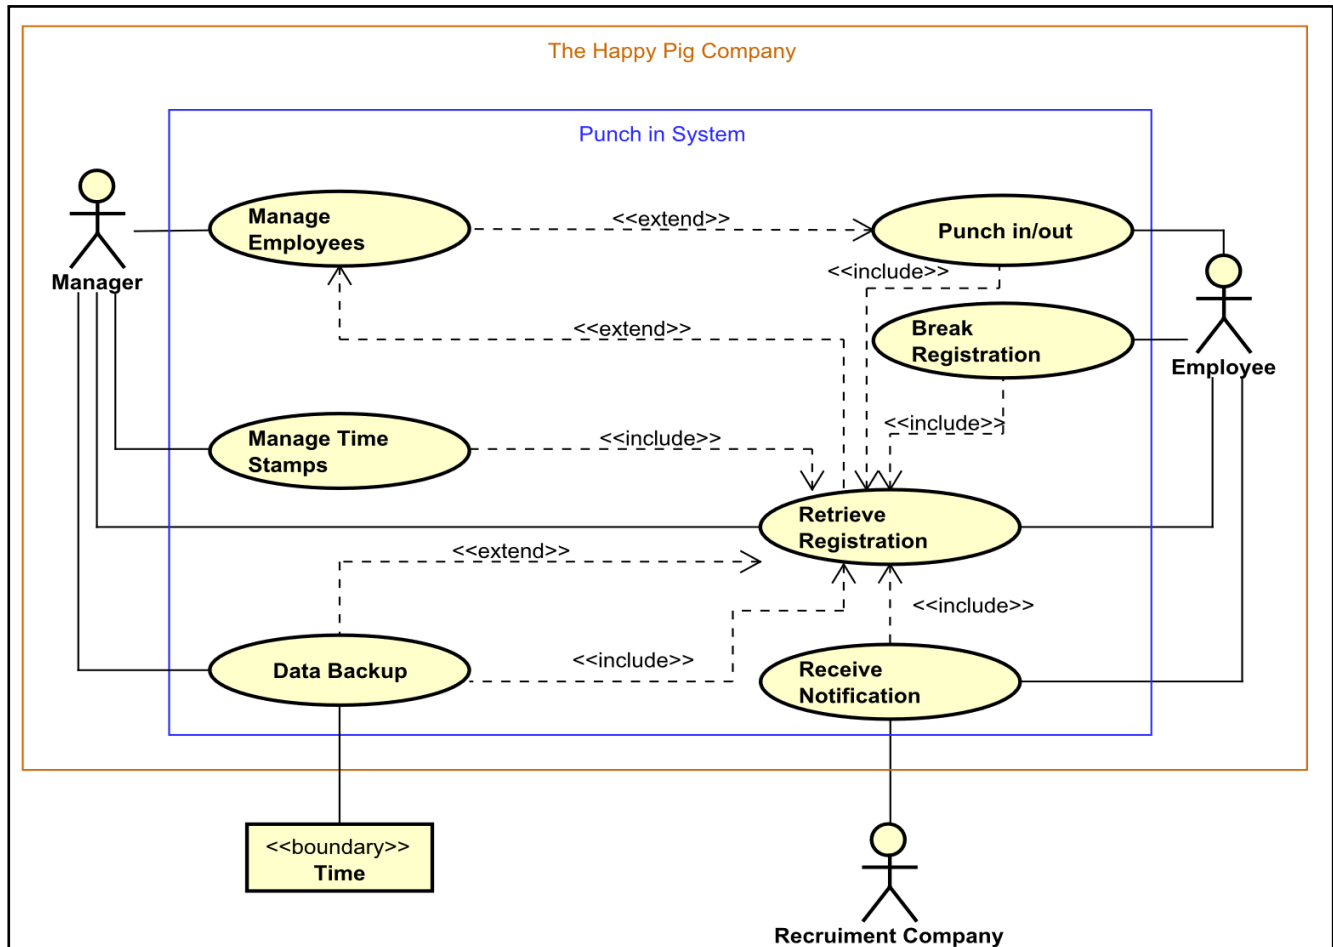 The Happy Pig Company
Punch in System
Manage
Employees
<<extend>>
Punch in/out
Manager
<<include>>
<<extend>>
Break
Registration
Employee
Manage Time
Stamps
<<include>>
<<include>>
Retrieve
Registration
<<extend>>
<<include>>
Data Backup
<<include>>
Receive
Notification
<<boundary>>
Time
Recruiment Company